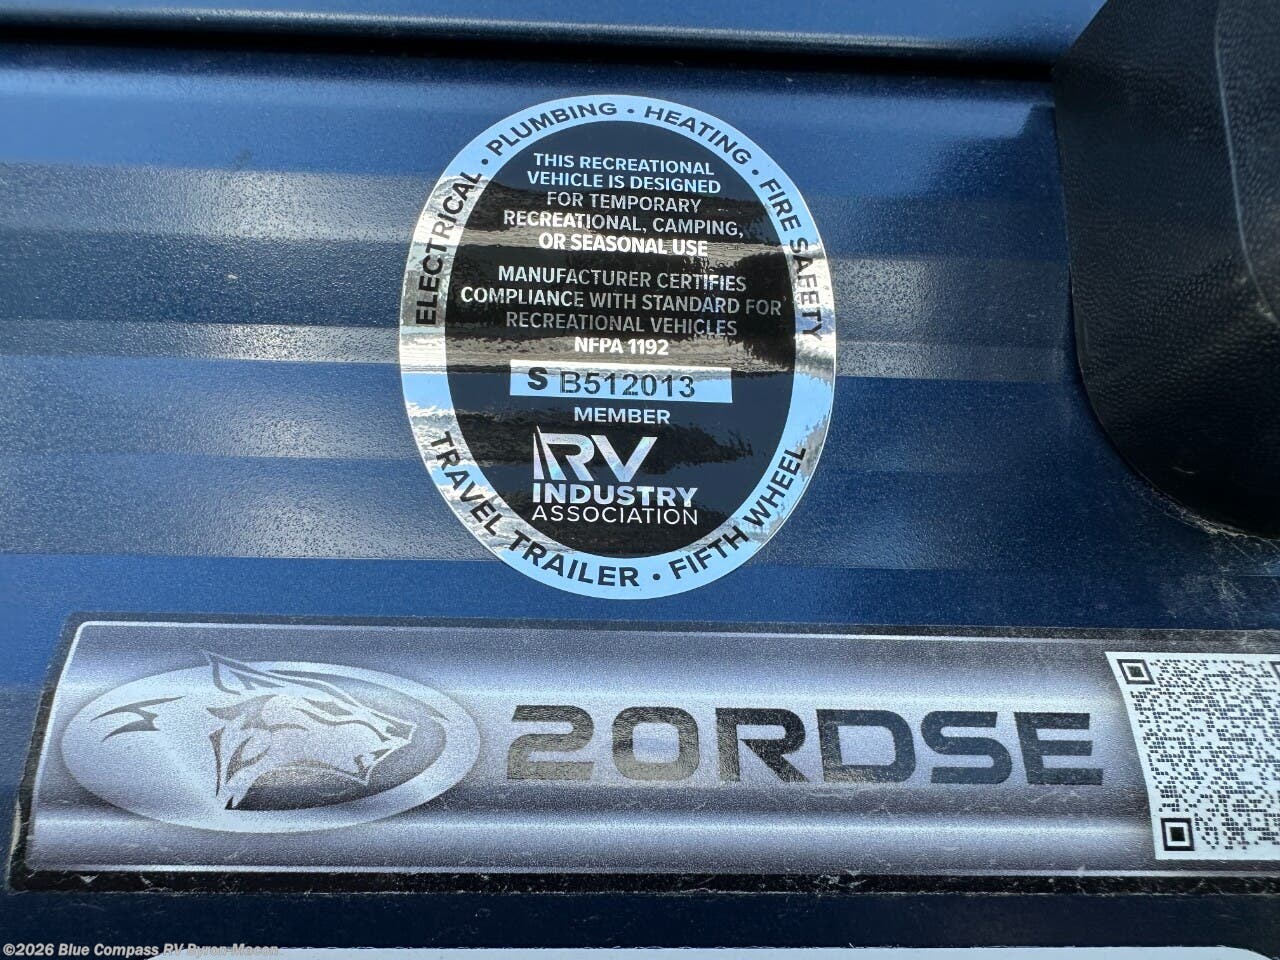 ELECTRICAL • PLUMBING • HEATING • FIRE SAFETY
THIS RECREATIONAL
VEHICLE IS DESIGNED
FOR TEMPORARY
RECREATIONAL, CAMPING,
OR SEASONAL USE
MANUFACTURER CERTIFIES
COMPLIANCE WITH STANDARD FOR
RECREATIONAL VEHICLES
NFPA 1192
S B512013
MEMBER
RV
INDUSTRY
ASSOCIATION
TRAVEL TRAILER • FIFTH WHEEL
20RDSE
©2026 Blue Compass RV Byron-Macon